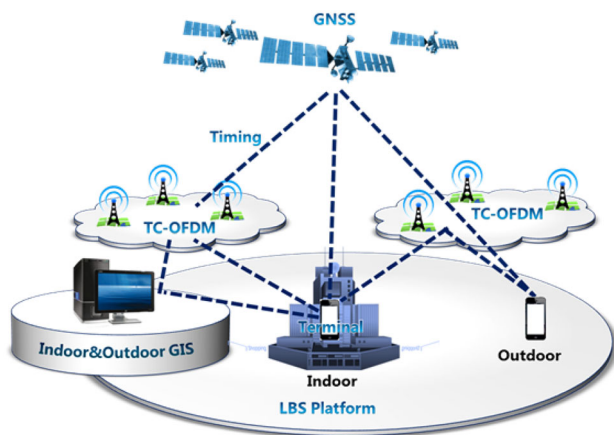 GNSS
Timing
TC-OFDM
TC-OFDM
Indoor&Outdoor GIS
Terminal
Indoor
Outdoor
LBS Platform